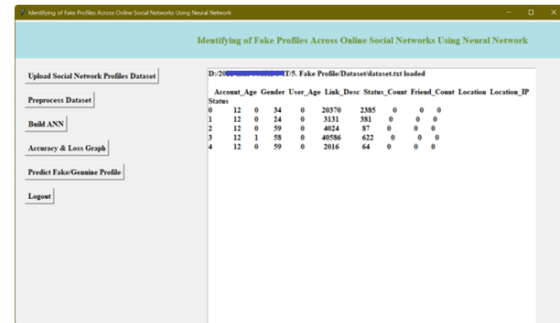 Identifying of Fake Profiles Across Online Social Networks Using Neural Network
Identifying of Fake Profiles Across Online Social Networks Using Neural Network
Upload Social Network Profiles Dataset
Preprocess Dataset
Build ANN
Accuracy & Loss Graph
Predict Fake/Genuine Profile
Logout
D:/20 IT/5. Fake Profile/Dataset/dataset.txt loaded
Account_Age Gender User_Age Link_Desc Status_Count Friend_Count Location Location_IP
Status
0 12 0 34 0 20370 2385 0 0 0
1 12 0 24 0 3131 381 0 0 0
2 12 0 59 0 4024 87 0 0 0
3 12 1 58 0 40586 622 0 0 0
4 12 0 59 0 2016 64 0 0 0